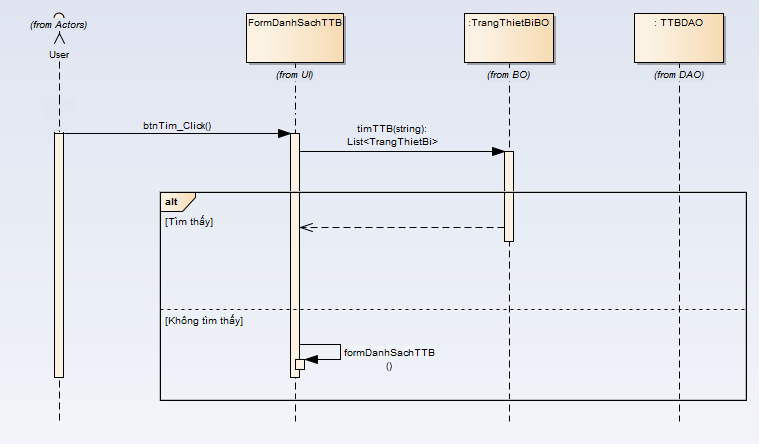 (from Actors)
User
FormDanhSachTTB
(from UI)
:TrangThietBiBO
(from BO)
: TTBDAO
(from DAO)
btnTim_Click()
timTTB(string):
List<TrangThietBi>
alt
[Tìm thấy]
[Không tìm thấy]
formDanhSachTTB
()